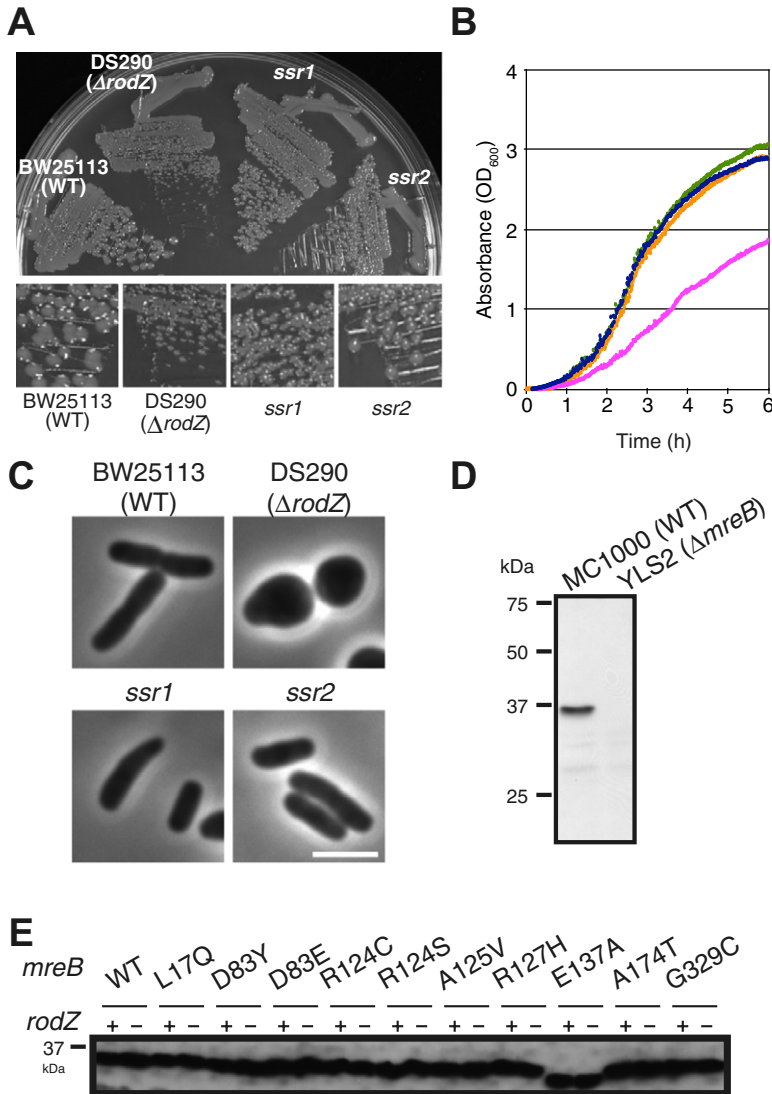 A
DS290
(ΔrodZ)
ssr1
BW25113
(WT)
ssr2
BW25113
(WT)
DS290
(ΔrodZ)
ssr1
ssr2
B
Absorbance (OD600)
4
3
2
1
0
0 1 2 3 4 5 6
Time (h)
C
BW25113
(WT)
DS290
(ΔrodZ)
ssr1
ssr2
D
kDa
MC1000 (WT)
YLS2 (ΔmreB)
75
50
37
25
E
mreB WT L17Q D83Y D83E R124C R124S A125V R127H E137A A174T G329C
rodZ + − + − + − + − + − + − + − + − + − + − + −
37
kDa